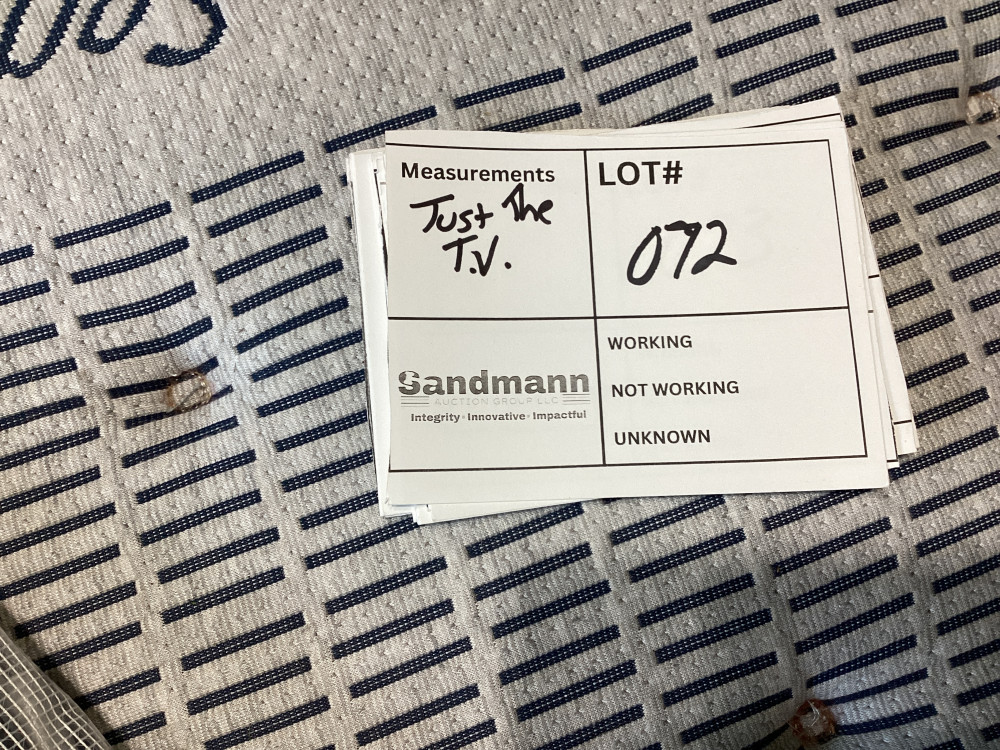 Measurements
Just The
T.V.
LOT#
072
Sandmann
AUCTION GROUP LLC
Integrity · Innovative · Impactful
WORKING
NOT WORKING
UNKNOWN